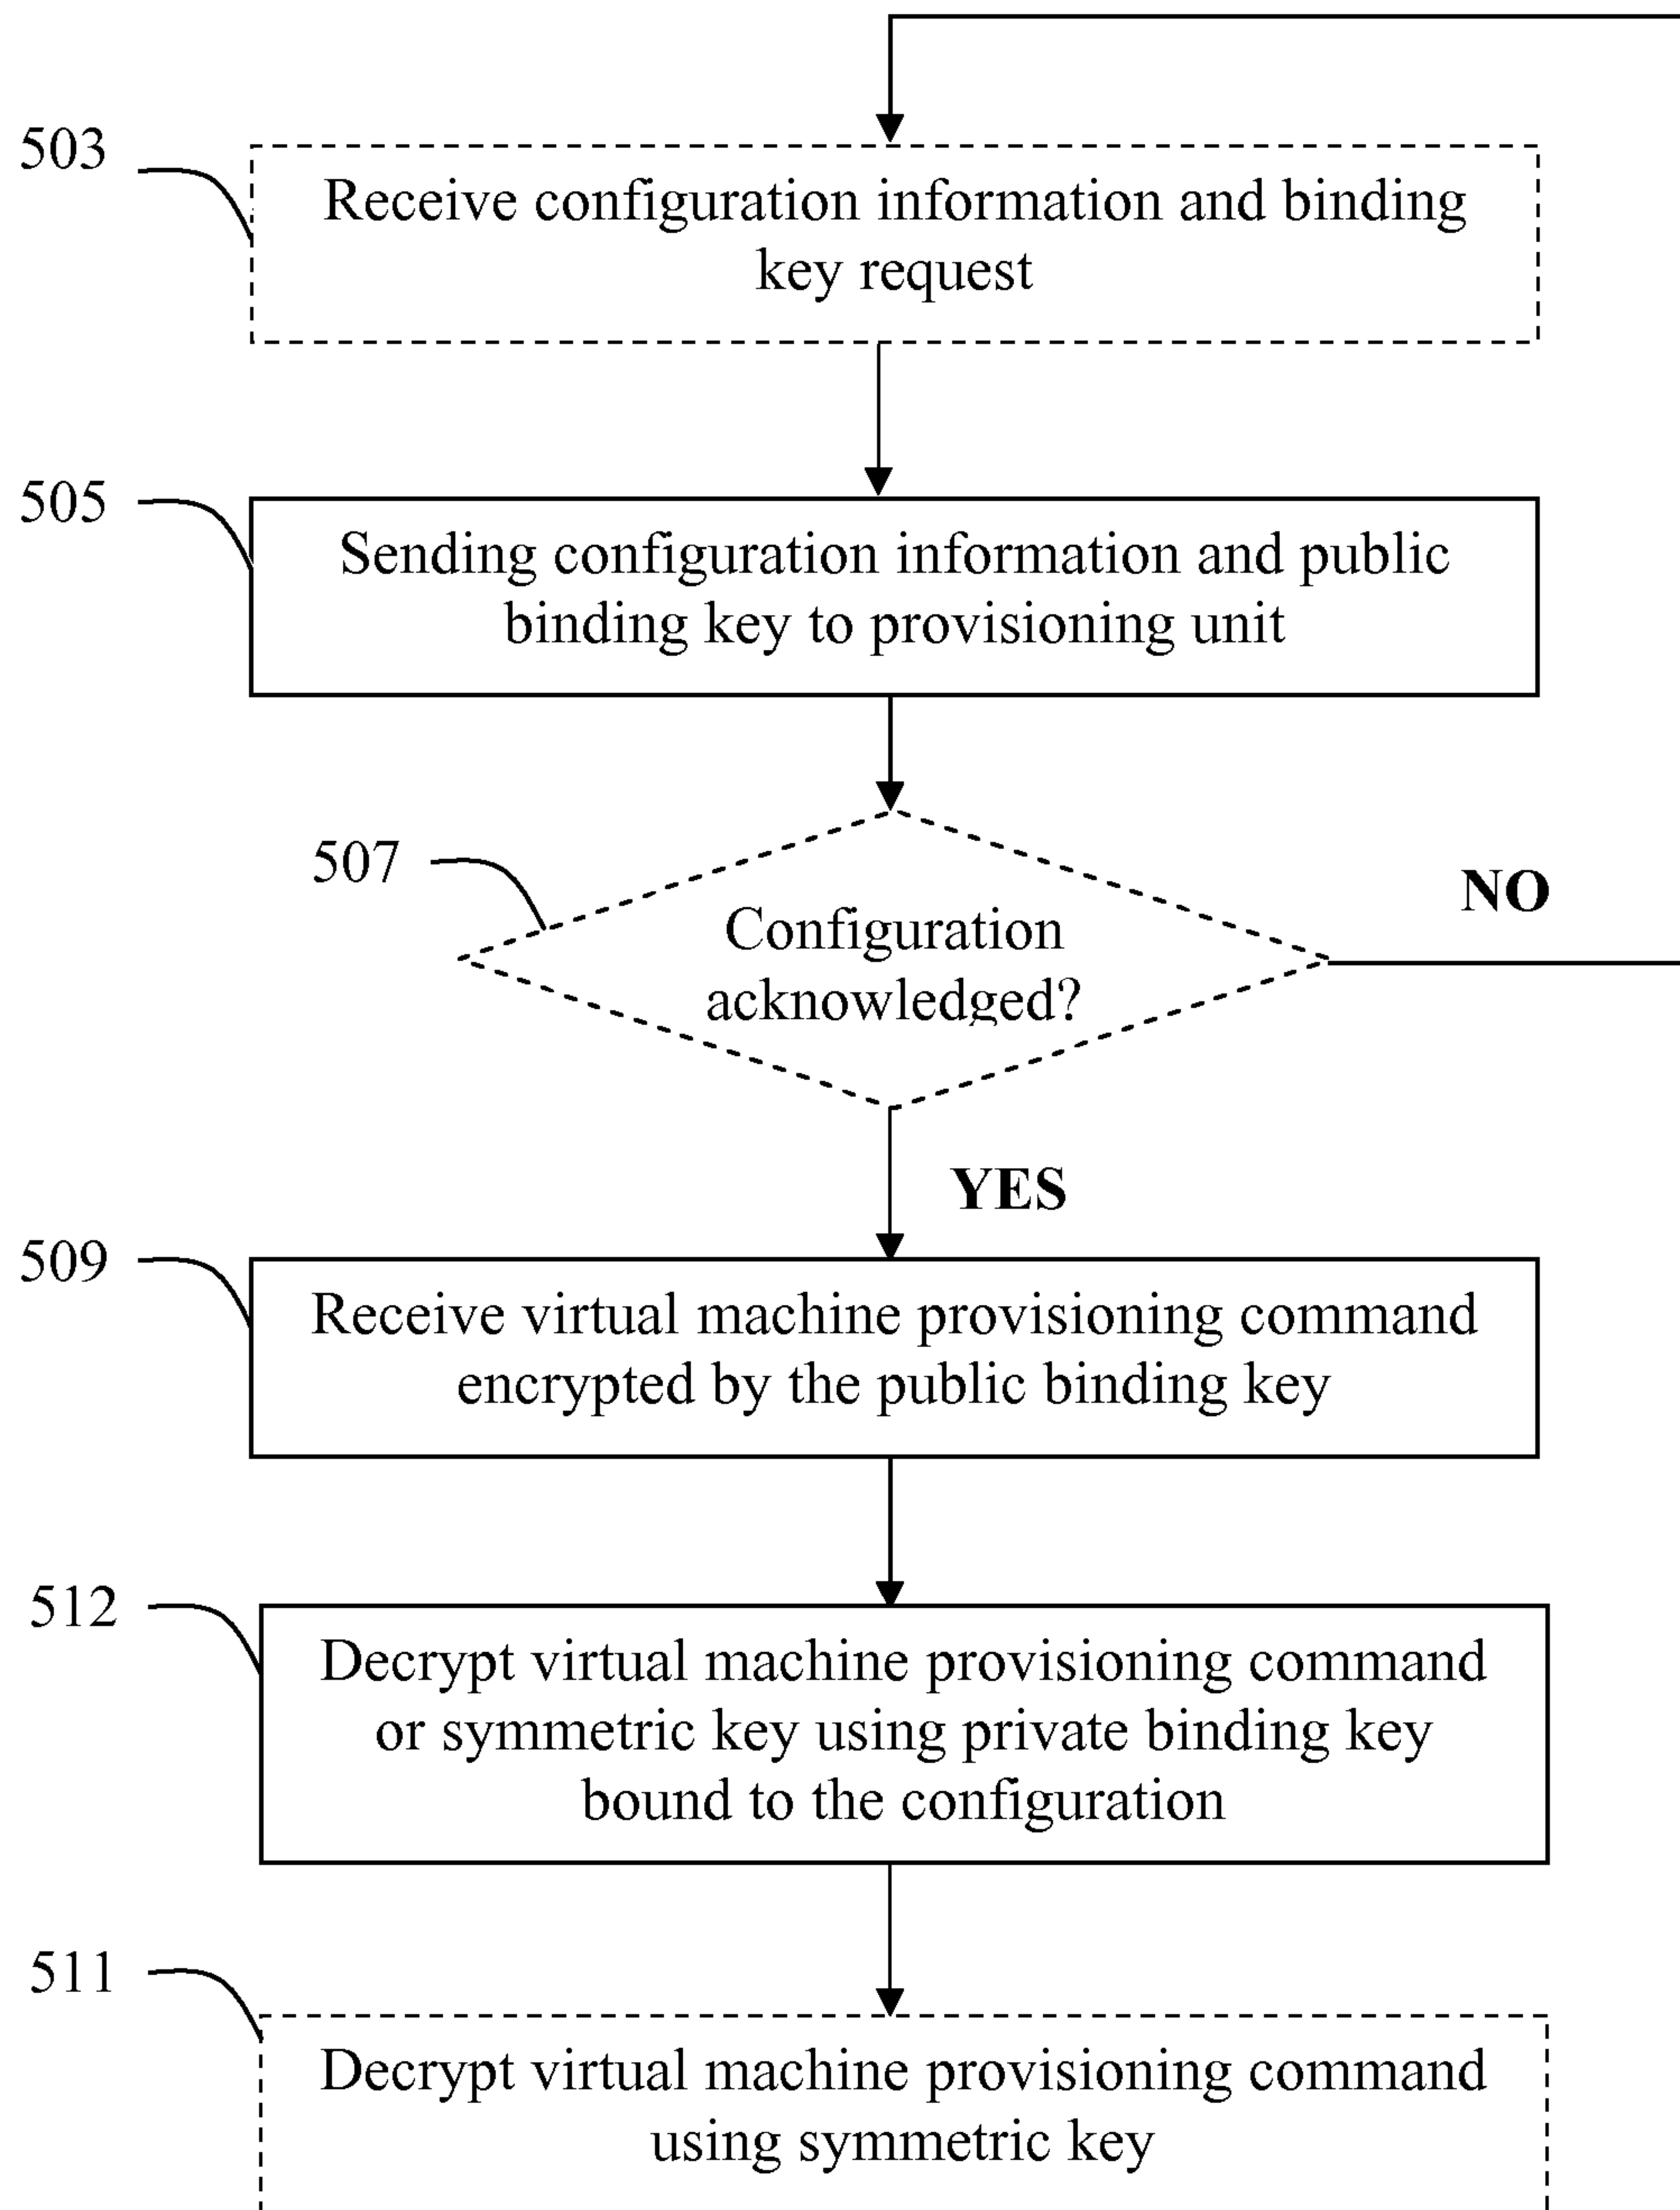 503
Receive configuration information and binding
key request
505
Sending configuration information and public
binding key to provisioning unit
507
Configuration
acknowledged?
NO
YES
509
Receive virtual machine provisioning command
encrypted by the public binding key
512
Decrypt virtual machine provisioning command
or symmetric key using private binding key
bound to the configuration
511
Decrypt virtual machine provisioning command
using symmetric key